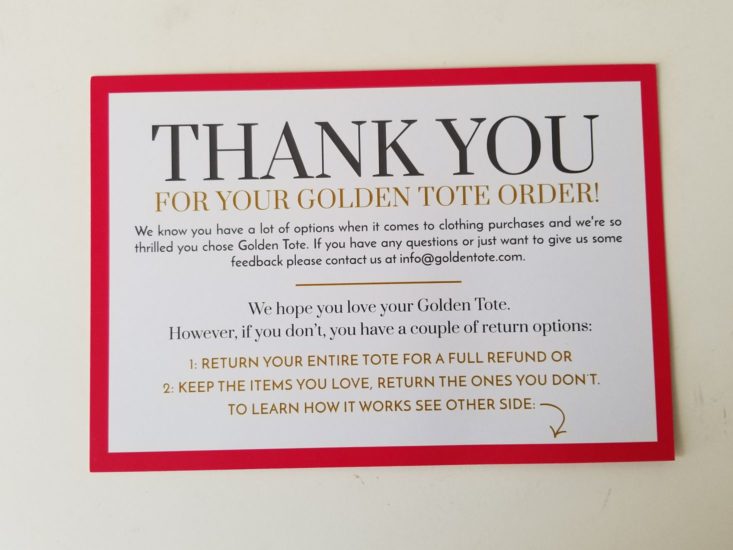 THANK YOU
FOR YOUR GOLDEN TOTE ORDER!
We know you have a lot of options when it comes to clothing purchases and we're so
thrilled you chose Golden Tote. If you have any questions or just want to give us some
feedback please contact us at info@goldentote.com.
We hope you love your Golden Tote.
However, if you don't, you have a couple of return options:
1: RETURN YOUR ENTIRE TOTE FOR A FULL REFUND OR
2: KEEP THE ITEMS YOU LOVE, RETURN THE ONES YOU DON'T.
TO LEARN HOW IT WORKS SEE OTHER SIDE: